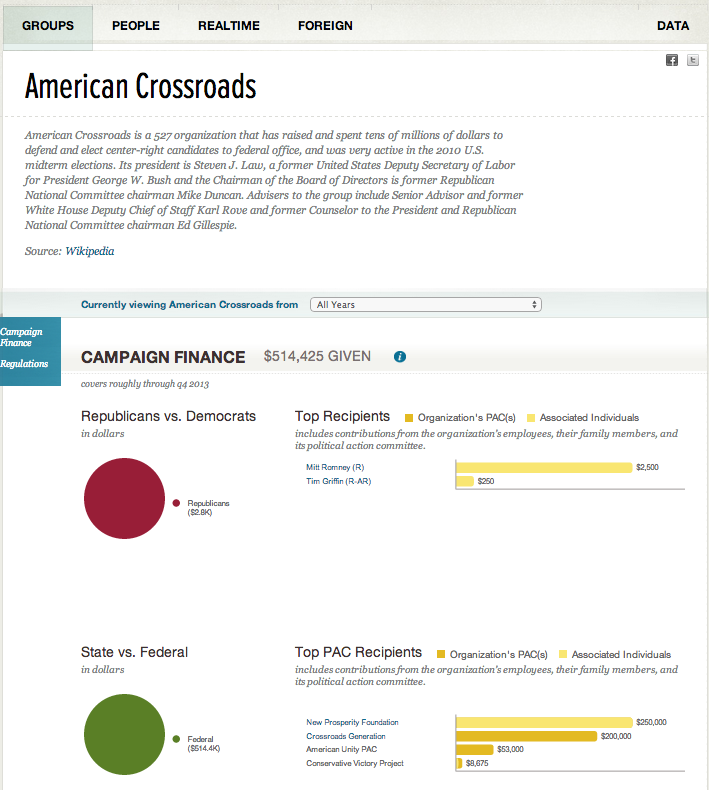 GROUPS PEOPLE REALTIME FOREIGN DATA
American Crossroads
American Crossroads is a 527 organization that has raised and spent tens of millions of dollars to
defend and elect center-right candidates to federal office, and was very active in the 2010 U.S.
midterm elections. Its president is Steven J. Law, a former United States Deputy Secretary of Labor
for President George W. Bush and the Chairman of the Board of Directors is former Republican
National Committee chairman Mike Duncan. Advisers to the group include Senior Advisor and former
White House Deputy Chief of Staff Karl Rove and former Counselor to the President and Republican
National Committee chairman Ed Gillespie.
Source: Wikipedia
Currently viewing American Crossroads from All Years
Campaign
Finance
Regulations
CAMPAIGN FINANCE $514,425 GIVEN i
covers roughly through q4 2013
Republicans vs. Democrats
in dollars
Republicans
($2.8K)
Top Recipients Organization's PAC(s) Associated Individuals
includes contributions from the organization's employees, their family members, and
its political action committee.
Mitt Romney (R) $2,500
Tim Griffin (R-AR) $250
State vs. Federal
in dollars
Federal
($514.4K)
Top PAC Recipients Organization's PAC(s) Associated Individuals
includes contributions from the organization's employees, their family members, and
its political action committee.
New Prosperity Foundation $250,000
Crossroads Generation $200,000
American Unity PAC $53,000
Conservative Victory Project $8,675